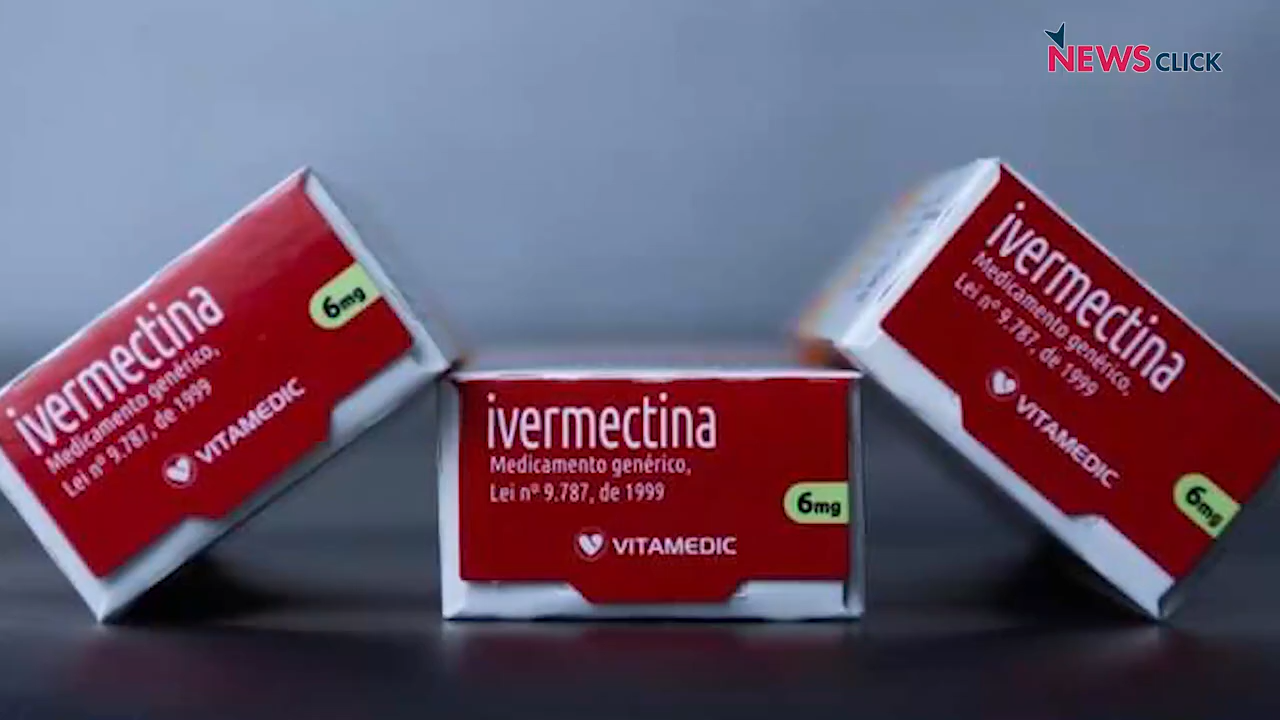 NEWSCLICK
ivermectina
Medicamento genérico,
Lei nº 9.787, de 1999
6mg
VITAMEDIC
ivermectina
Medicamento genérico,
Lei nº 9.787, de 1999
6mg
VITAMEDIC
ivermectina
Medicamento genérico,
Lei nº 9.787, de 1999
VITAMEDIC
6mg